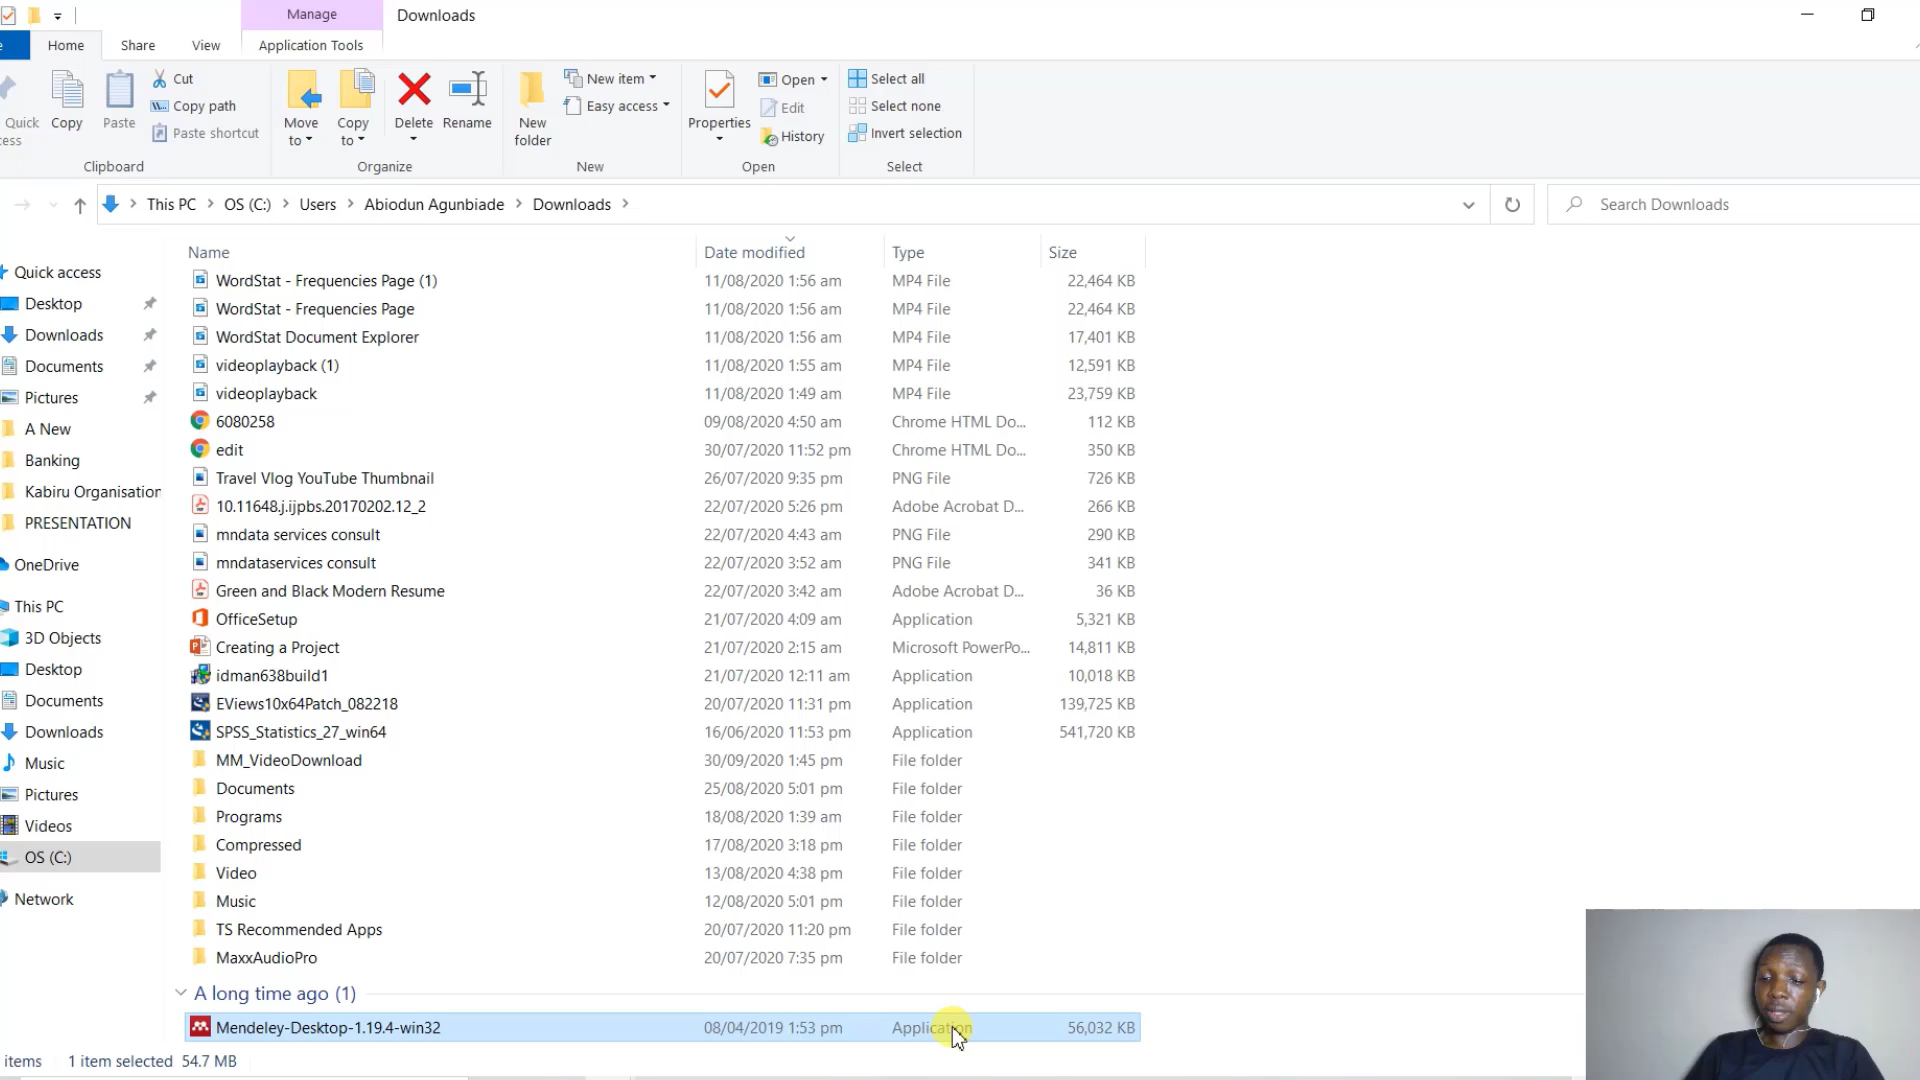 Manage
Downloads
Home
Share
View
Application Tools
Quick
Copy
Paste
Cut
Copy path
Paste shortcut
Clipboard
Move to
Copy to
Delete
Rename
Organize
New folder
New item
Easy access
New
Properties
Open
Edit
History
Open
Select all
Select none
Invert selection
Select
This PC > OS (C:) > Users > Abiodun Agunbiade > Downloads >
Search Downloads
Quick access
Desktop
Downloads
Documents
Pictures
A New
Banking
Kabiru Organisation
PRESENTATION
OneDrive
This PC
3D Objects
Desktop
Documents
Downloads
Music
Pictures
Videos
OS (C:)
Network
Name Date modified Type Size
WordStat - Frequencies Page (1) 11/08/2020 1:56 am MP4 File 22,464 KB
WordStat - Frequencies Page 11/08/2020 1:56 am MP4 File 22,464 KB
WordStat Document Explorer 11/08/2020 1:56 am MP4 File 17,401 KB
videoplayback (1) 11/08/2020 1:55 am MP4 File 12,591 KB
videoplayback 11/08/2020 1:49 am MP4 File 23,759 KB
6080258 09/08/2020 4:50 am Chrome HTML Do... 112 KB
edit 30/07/2020 11:52 pm Chrome HTML Do... 350 KB
Travel Vlog YouTube Thumbnail 26/07/2020 9:35 pm PNG File 726 KB
10.11648.j.ijpbs.20170202.12_2 22/07/2020 5:26 pm Adobe Acrobat D... 266 KB
mndata services consult 22/07/2020 4:43 am PNG File 290 KB
mndataservices consult 22/07/2020 3:52 am PNG File 341 KB
Green and Black Modern Resume 22/07/2020 3:42 am Adobe Acrobat D... 36 KB
OfficeSetup 21/07/2020 4:09 am Application 5,321 KB
Creating a Project 21/07/2020 2:15 am Microsoft PowerPo... 14,811 KB
idman638build1 21/07/2020 12:11 am Application 10,018 KB
EViews10x64Patch_082218 20/07/2020 11:31 pm Application 139,725 KB
SPSS_Statistics_27_win64 16/06/2020 11:53 pm Application 541,720 KB
MM_VideoDownload 30/09/2020 1:45 pm File folder
Documents 25/08/2020 5:01 pm File folder
Programs 18/08/2020 1:39 am File folder
Compressed 17/08/2020 3:18 pm File folder
Video 13/08/2020 4:38 pm File folder
Music 12/08/2020 5:01 pm File folder
TS Recommended Apps 20/07/2020 11:20 pm File folder
MaxxAudioPro 20/07/2020 7:35 pm File folder
A long time ago (1)
Mendeley-Desktop-1.19.4-win32 08/04/2019 1:53 pm Application 56,032 KB
items 1 item selected 54.7 MB